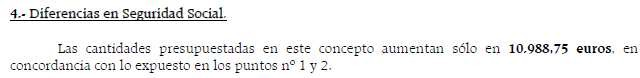 4.- Diferencias en Seguridad Social.
Las cantidades presupuestadas en este concepto aumentan sólo en 10.988,75 euros, en
concordancia con lo expuesto en los puntos nº 1 y 2.